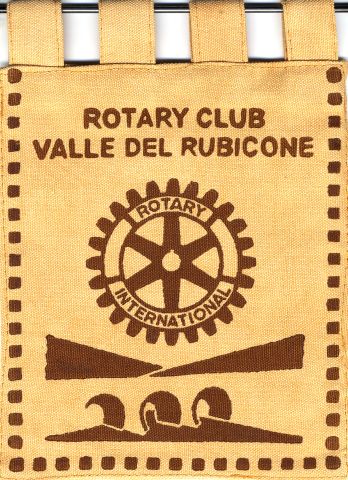 ROTARY CLUB
VALLE DEL RUBICONE
ROTARY
INTERNATIONAL